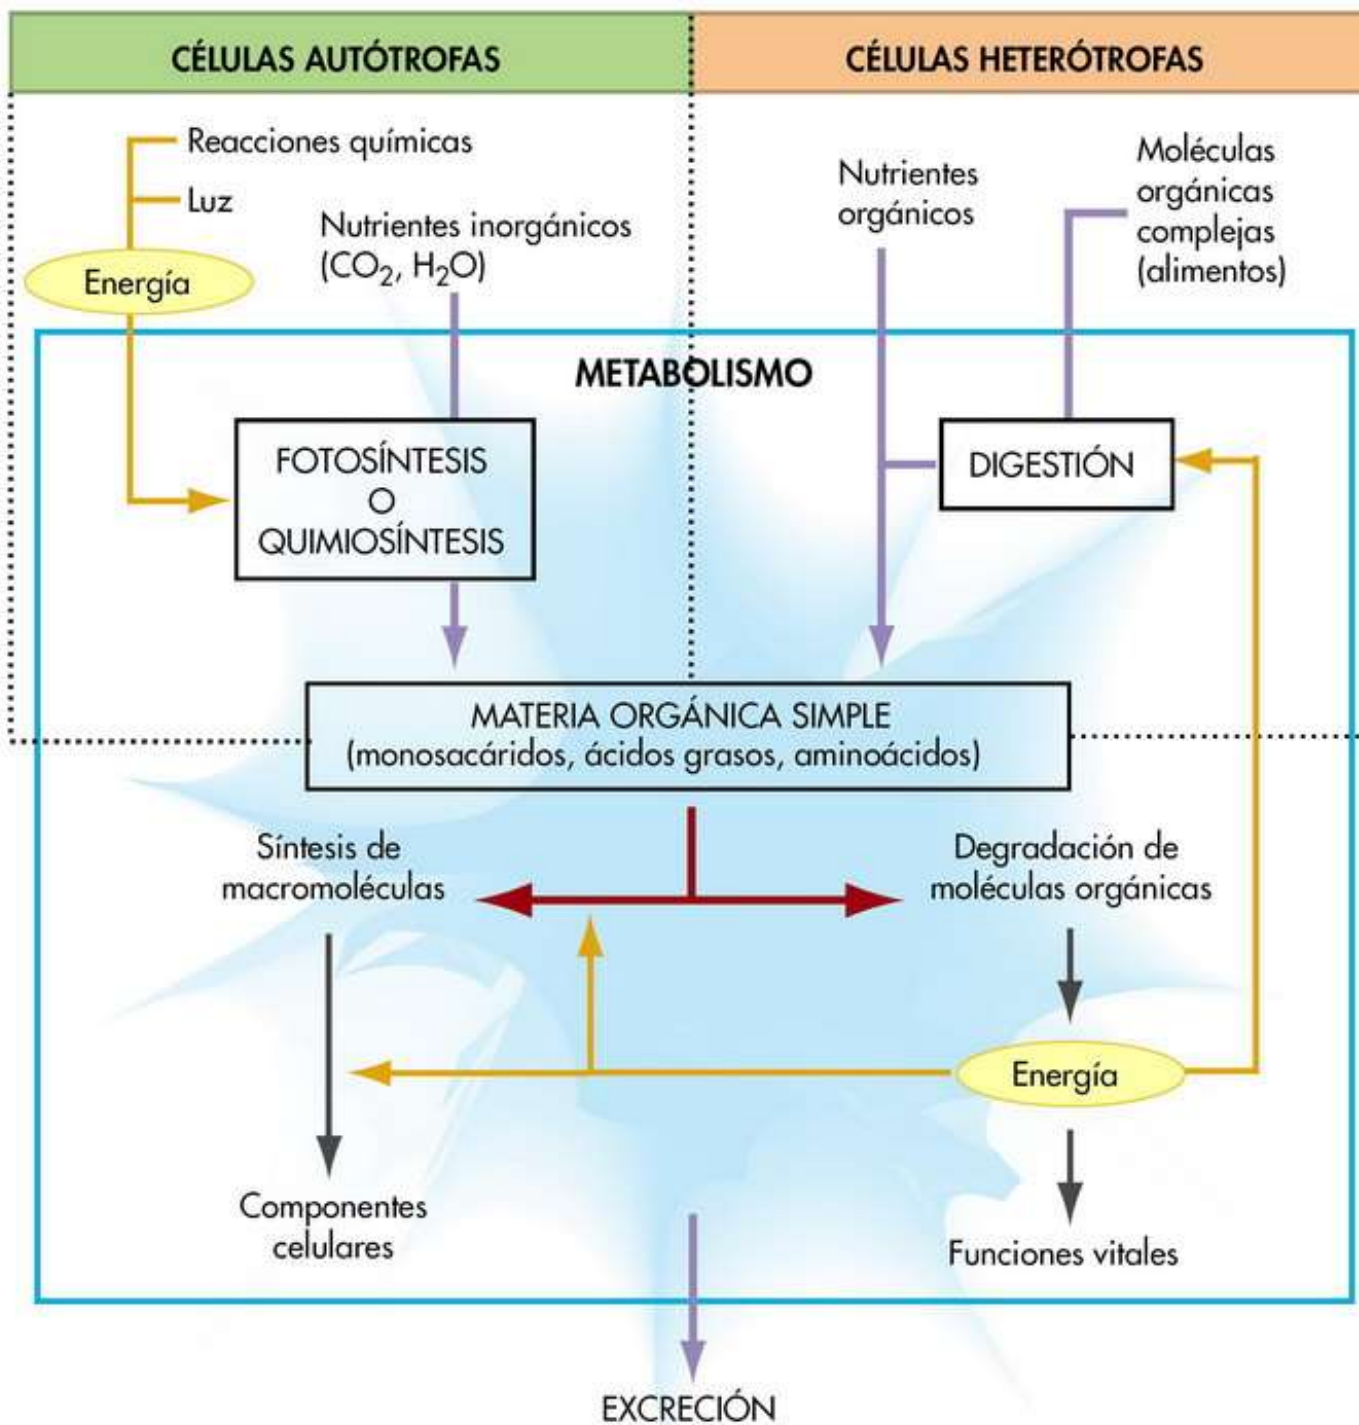 CÉLULAS AUTÓTROFAS
CÉLULAS HETERÓTROFAS
Reacciones químicas
Luz
Energía
Nutrientes inorgánicos
(CO₂, H₂O)
Nutrientes
orgánicos
Moléculas
orgánicas
complejas
(alimentos)
METABOLISMO
FOTOSÍNTESIS
O
QUIMIOSÍNTESIS
DIGESTIÓN
MATERIA ORGÁNICA SIMPLE
(monosacáridos, ácidos grasos, aminoácidos)
Síntesis de
macromoléculas
Degradación de
moléculas orgánicas
Energía
Componentes
celulares
Funciones vitales
EXCRECIÓN